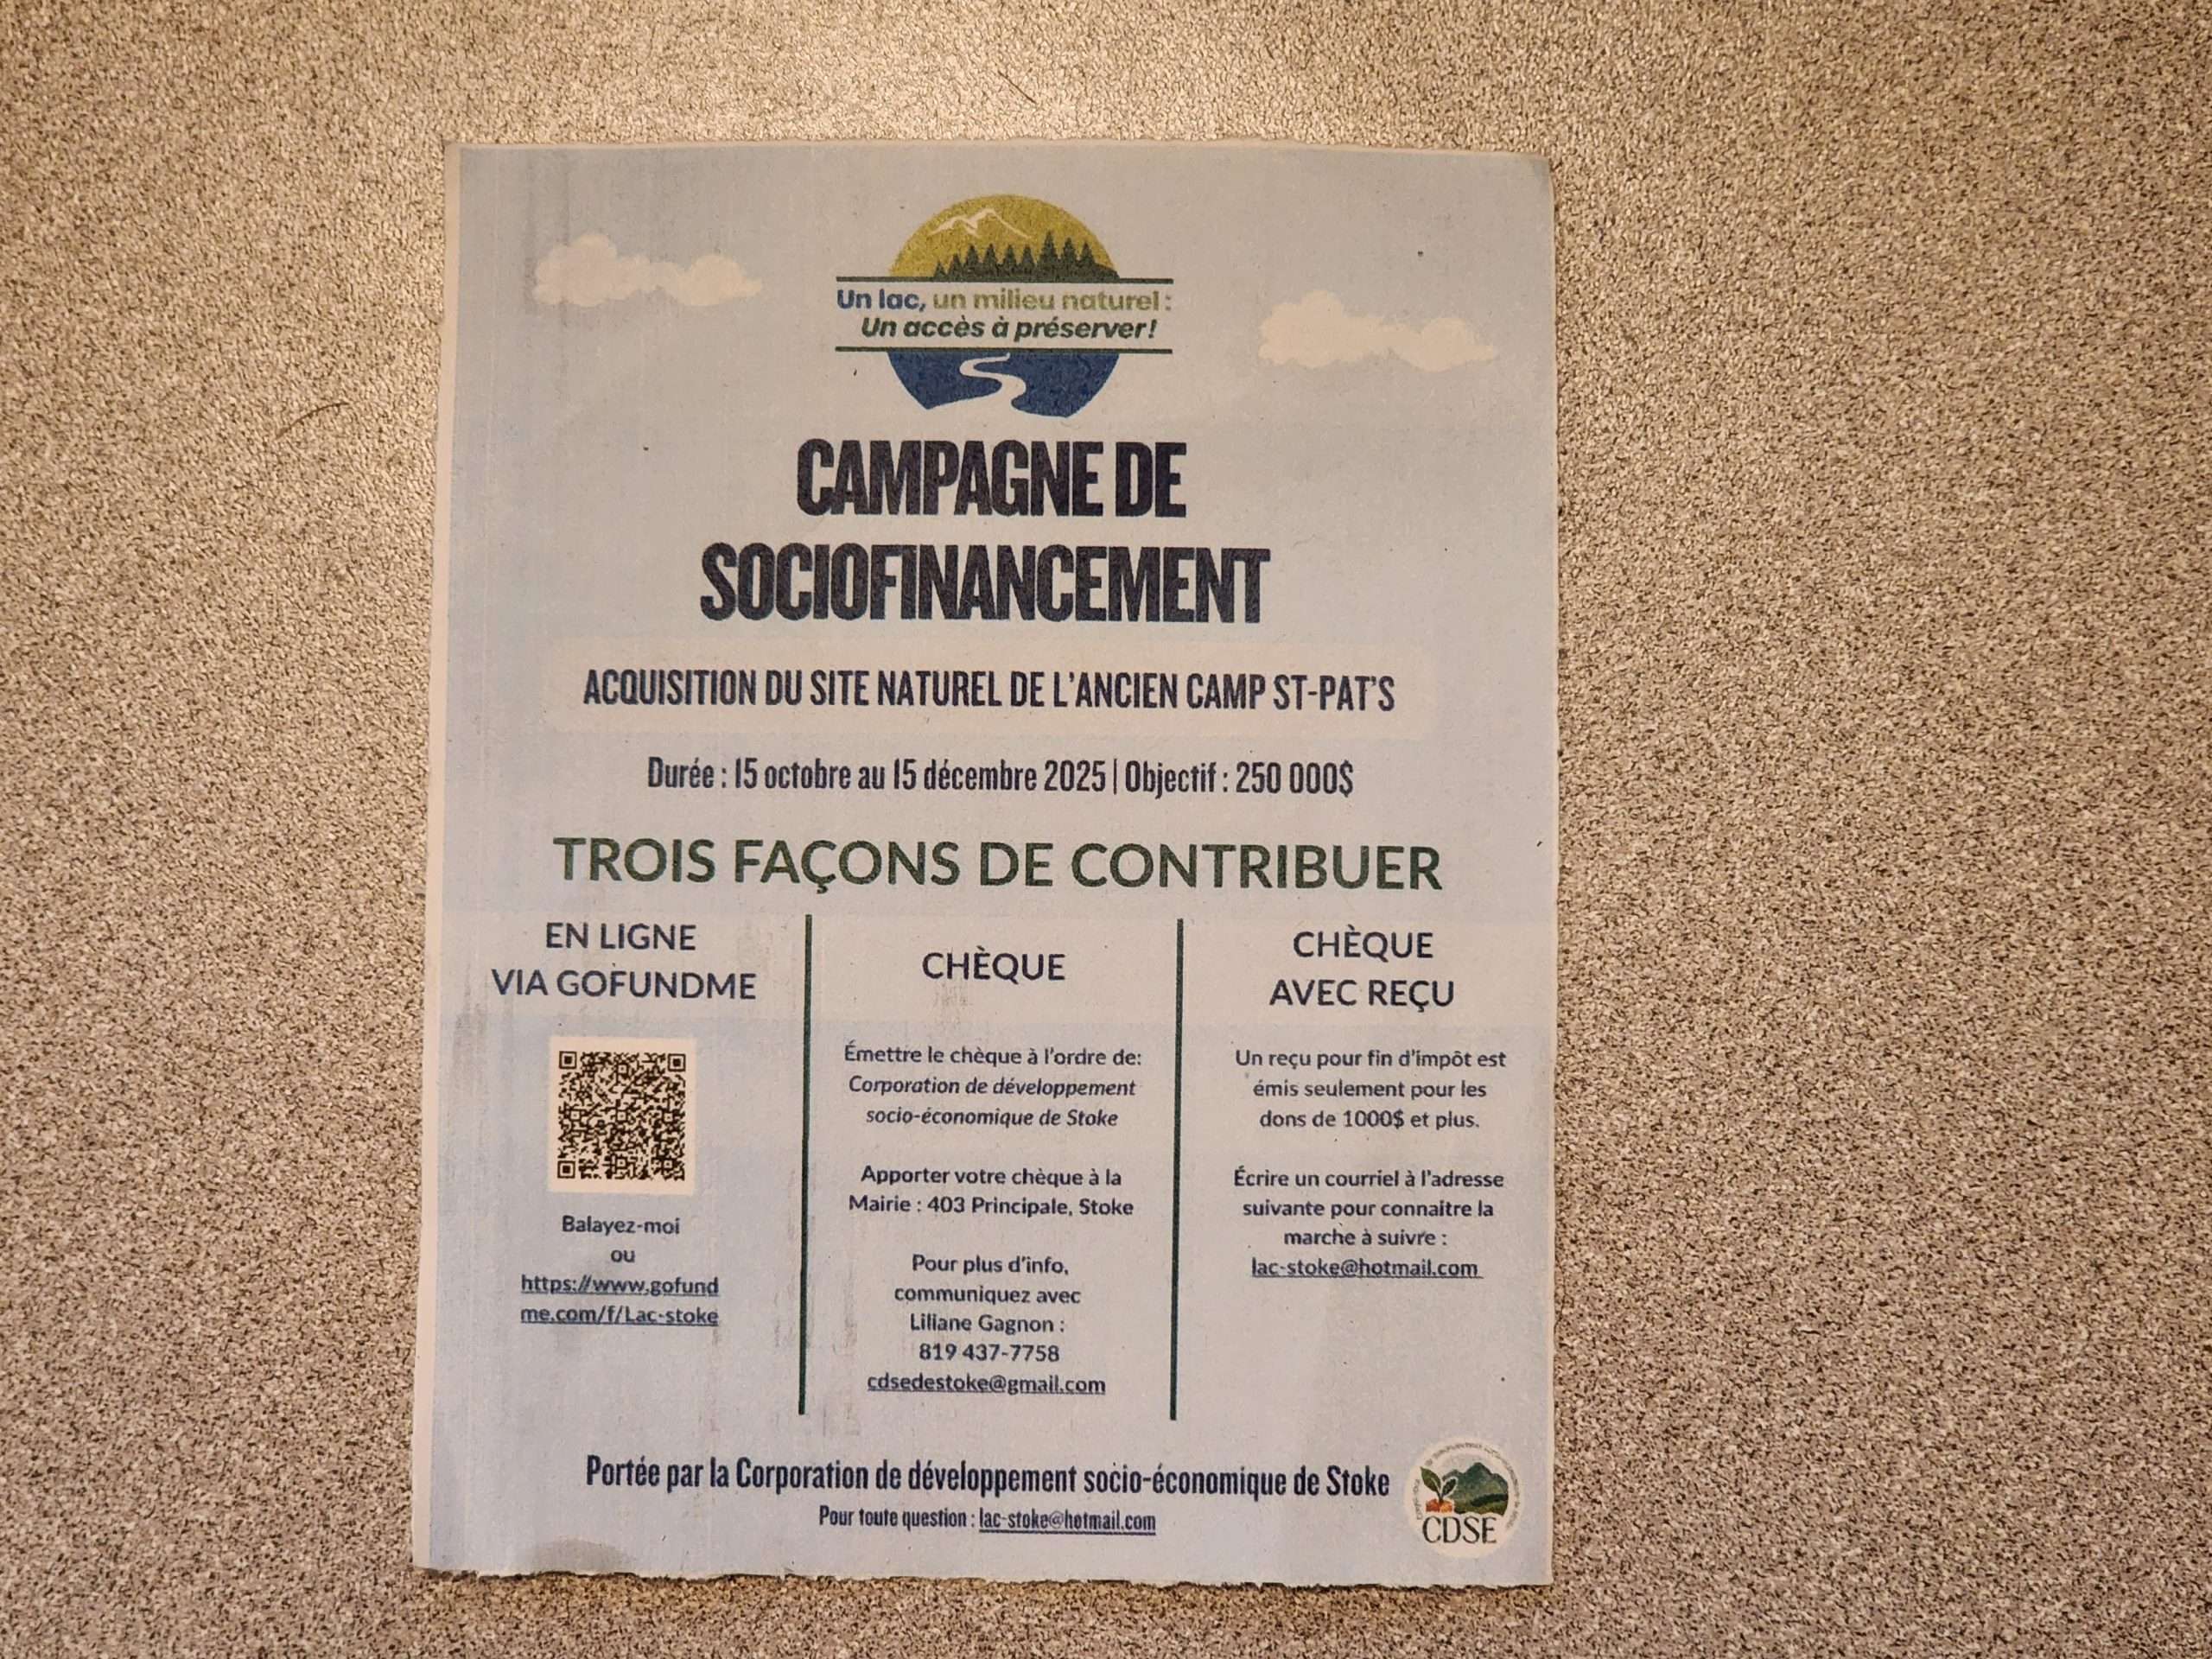 Un lac, un milieu naturel :
Un accès à préserver!
CAMPAGNE DE
SOCIOFINANCEMENT
ACQUISITION DU SITE NATUREL DE L'ANCIEN CAMP ST-PAT'S
Durée : 15 octobre au 15 décembre 2025 | Objectif : 250 000$
TROIS FAÇONS DE CONTRIBUER
EN LIGNE
VIA GOFUNDME
Balayez-moi
ou
https://www.gofund
me.com/f/Lac-stoke
CHÈQUE
Émettre le chèque à l'ordre de:
Corporation de développement
socio-économique de Stoke
Apporter votre chèque à la
Mairie : 403 Principale, Stoke
Pour plus d'info,
communiquez avec
Liliane Gagnon :
819 437-7758
cdsedestoke@gmail.com
CHÈQUE
AVEC REÇU
Un reçu pour fin d'impôt est
émis seulement pour les
dons de 1000$ et plus.
Écrire un courriel à l'adresse
suivante pour connaitre la
marche à suivre :
lac-stoke@hotmail.com
Portée par la Corporation de développement socio-économique de Stoke
Pour toute question : lac-stoke@hotmail.com
CDSE